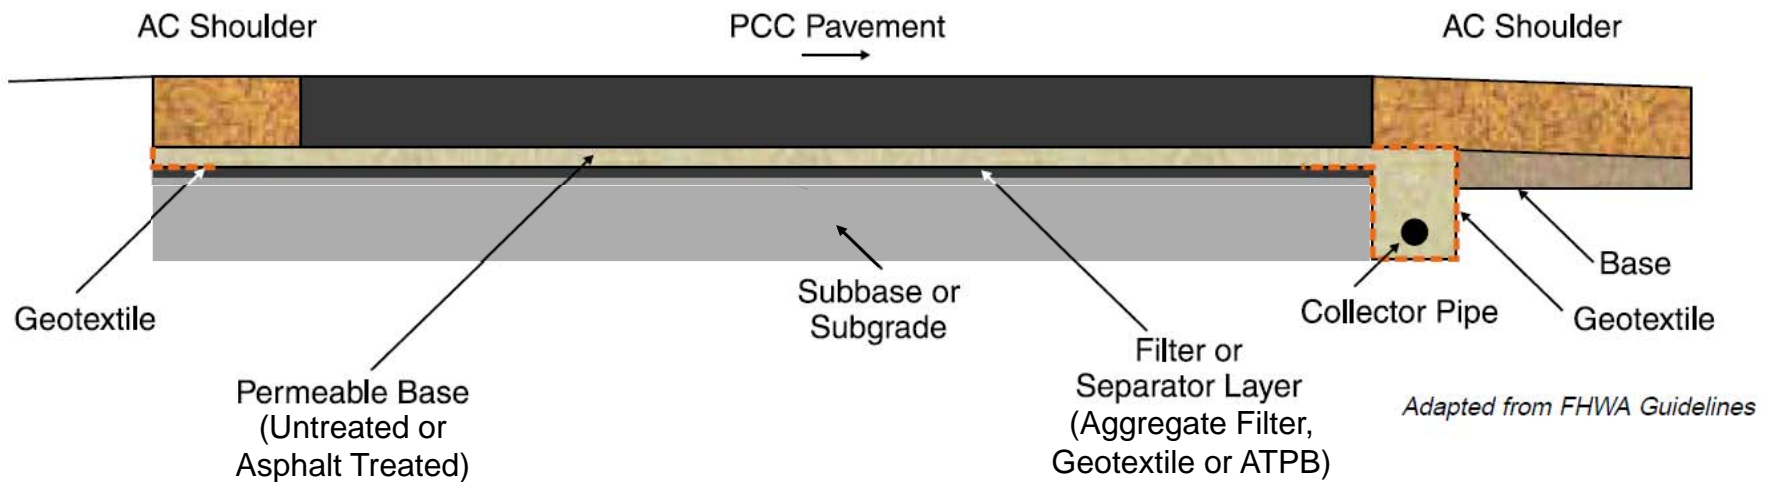 AC Shoulder
PCC Pavement
AC Shoulder
Geotextile
Permeable Base
(Untreated or
Asphalt Treated)
Subbase or
Subgrade
Filter or
Separator Layer
(Aggregate Filter,
Geotextile or ATPB)
Collector Pipe
Base
Geotextile
Adapted from FHWA Guidelines